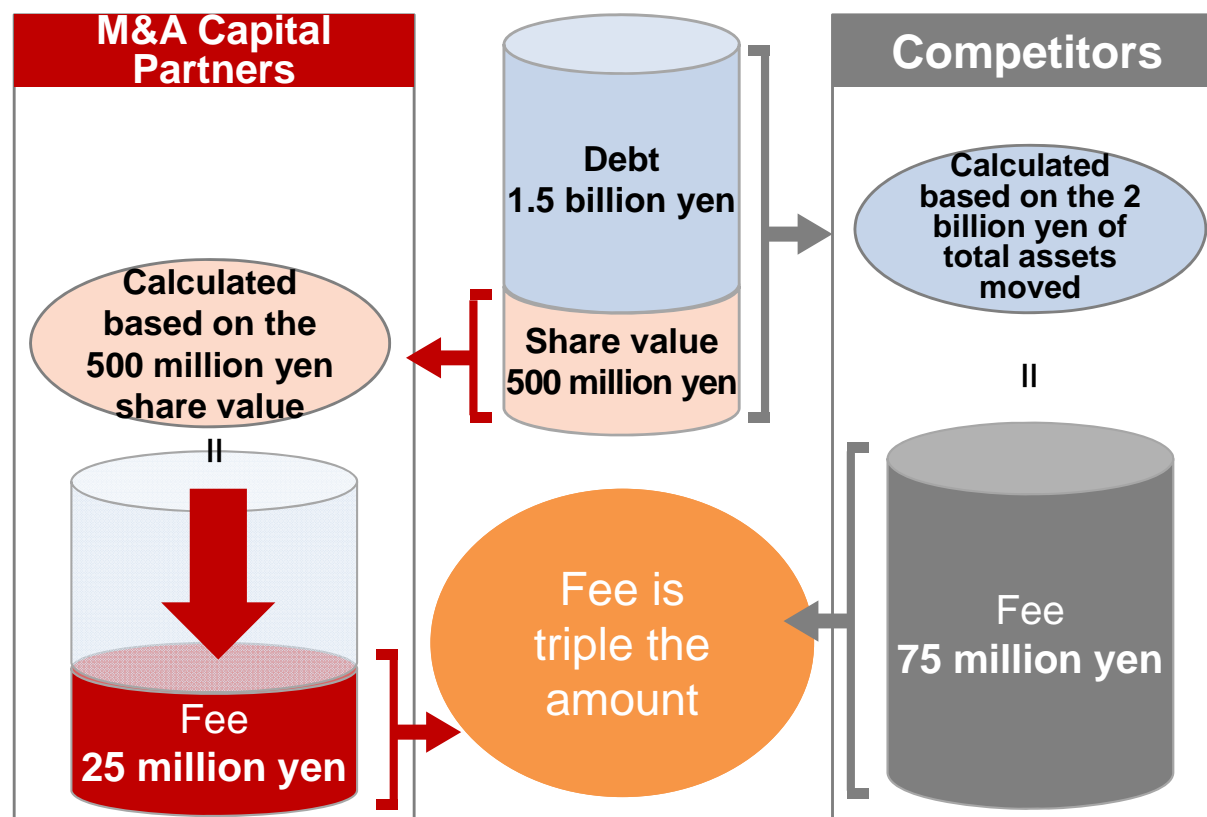 M&A Capital
Partners
Calculated
based on the
500 million yen
share value
=
Fee
25 million yen
Debt
1.5 billion yen
Share value
500 million yen
Fee is
triple the
amount
Competitors
Calculated
based on the 2
billion yen of
total assets
moved
=
Fee
75 million yen